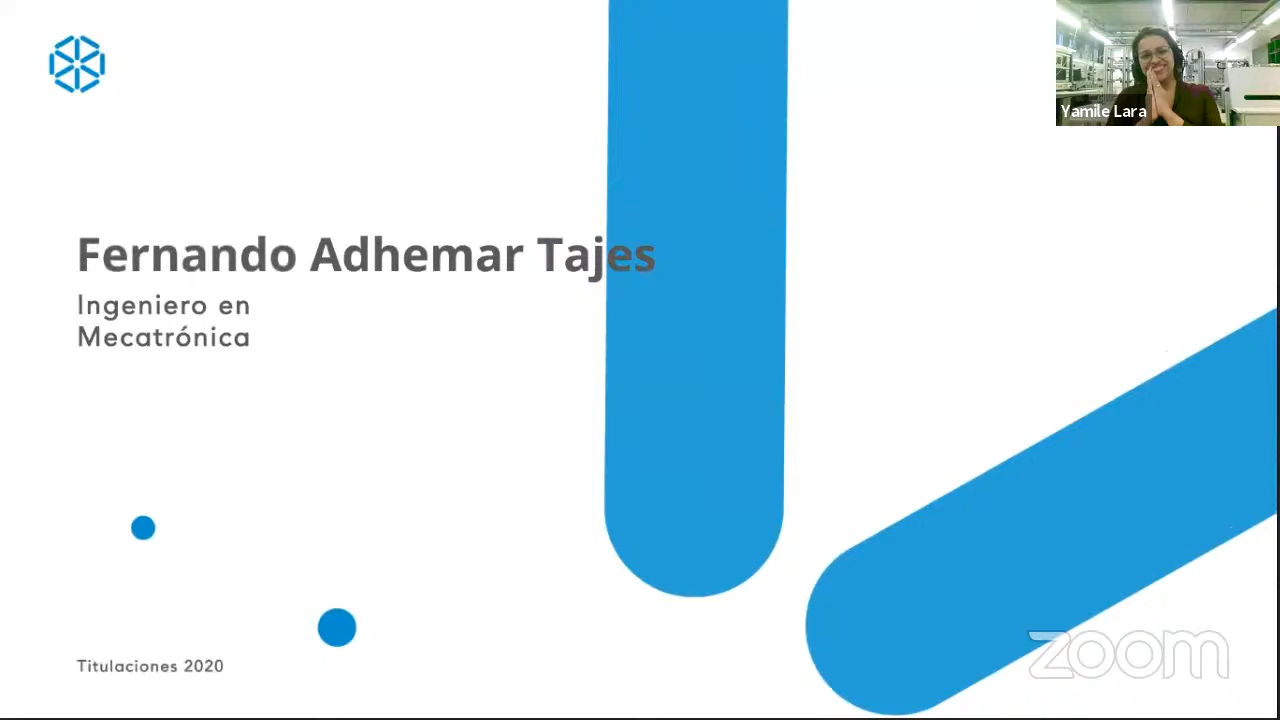 Yamile Lara
Fernando Adhemar Tajes
Ingeniero en
Mecatrónica
Titulaciones 2020
zoom